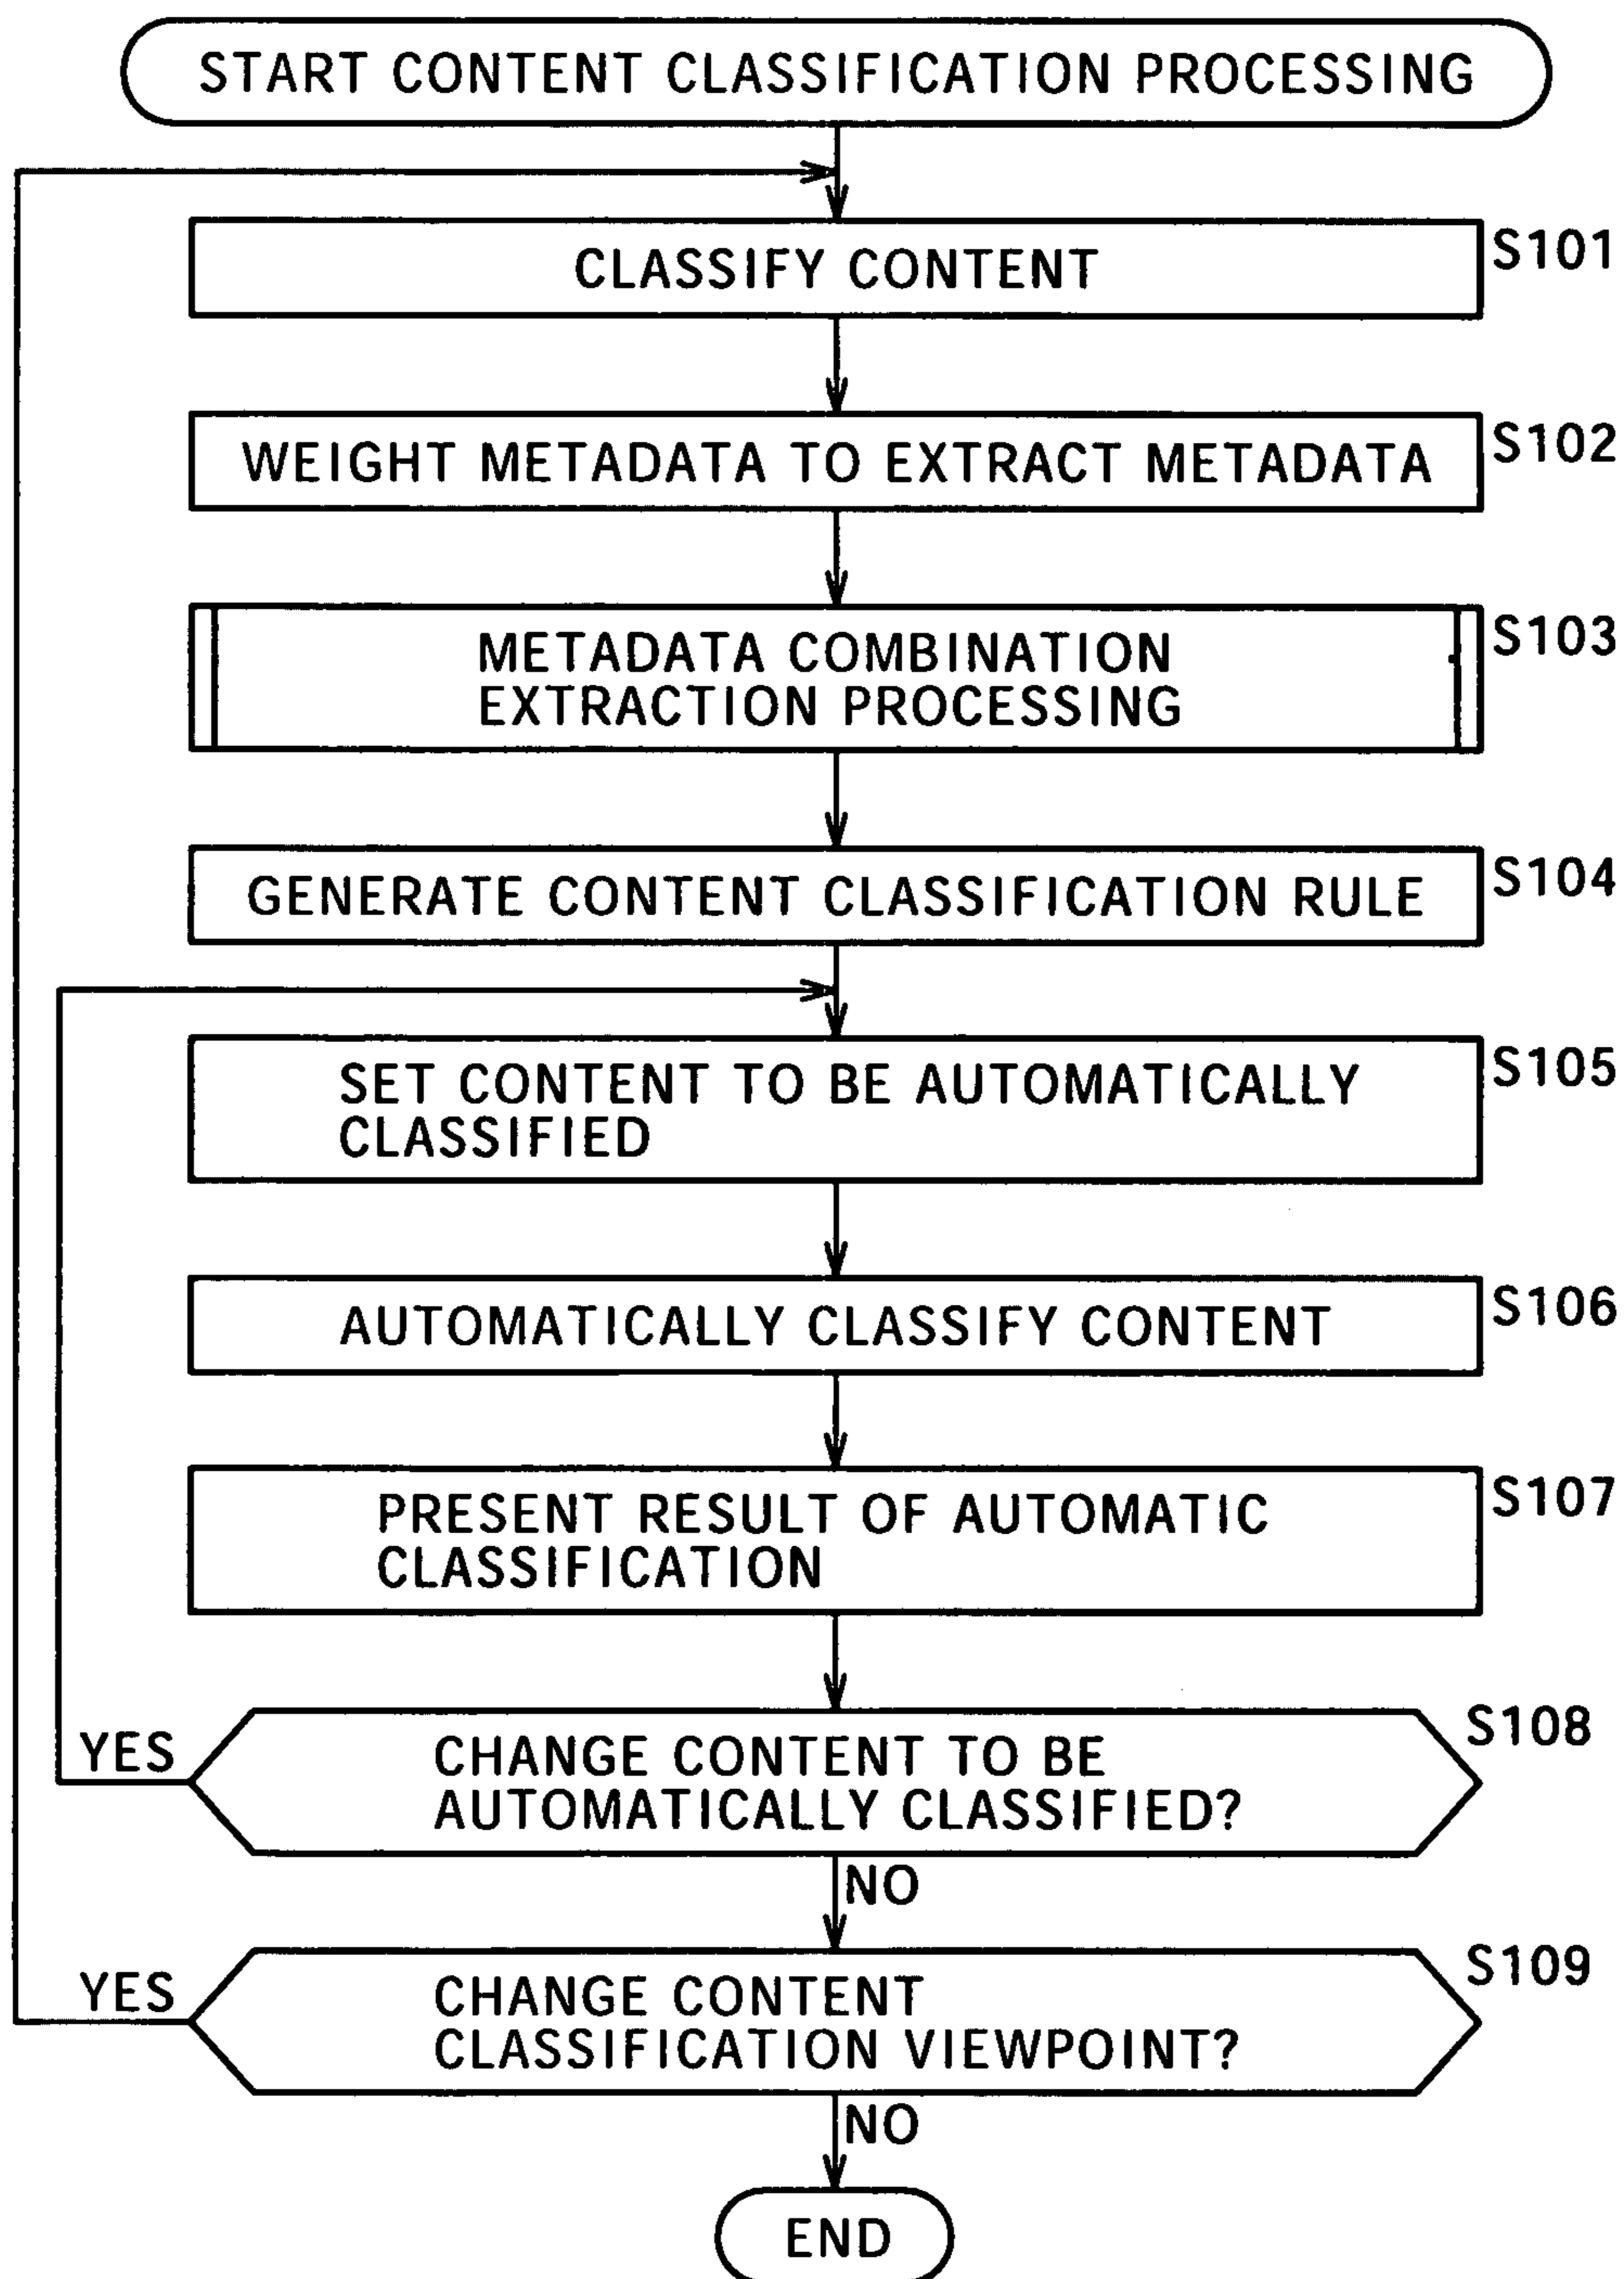 START CONTENT CLASSIFICATION PROCESSING
CLASSIFY CONTENT
S101
WEIGHT METADATA TO EXTRACT METADATA
S102
METADATA COMBINATION
EXTRACTION PROCESSING
S103
GENERATE CONTENT CLASSIFICATION RULE
S104
SET CONTENT TO BE AUTOMATICALLY
CLASSIFIED
S105
AUTOMATICALLY CLASSIFY CONTENT
S106
PRESENT RESULT OF AUTOMATIC
CLASSIFICATION
S107
CHANGE CONTENT TO BE
AUTOMATICALLY CLASSIFIED?
S108
YES
NO
CHANGE CONTENT
CLASSIFICATION VIEWPOINT?
S109
YES
NO
END